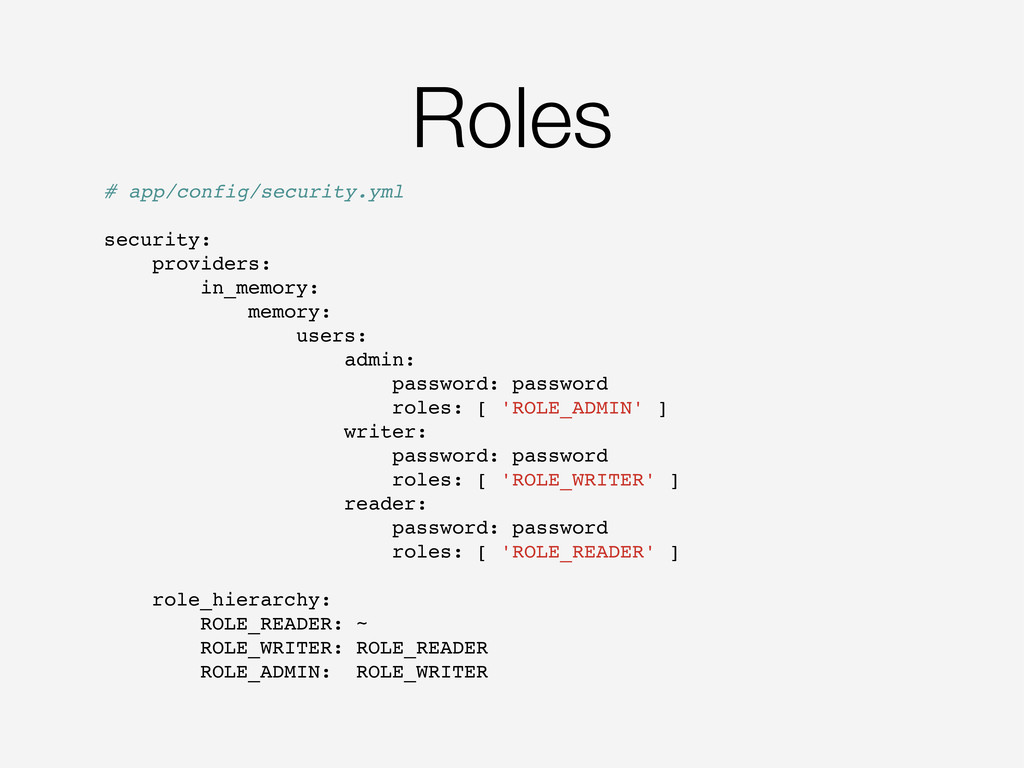 Roles
# app/config/security.yml
security:
    providers:
        in_memory:
            memory:
                users:
                    admin:
                        password: password
                        roles: [ 'ROLE_ADMIN' ]
                    writer:
                        password: password
                        roles: [ 'ROLE_WRITER' ]
                    reader:
                        password: password
                        roles: [ 'ROLE_READER' ]
    role_hierarchy:
        ROLE_READER: ~
        ROLE_WRITER: ROLE_READER
        ROLE_ADMIN:  ROLE_WRITER